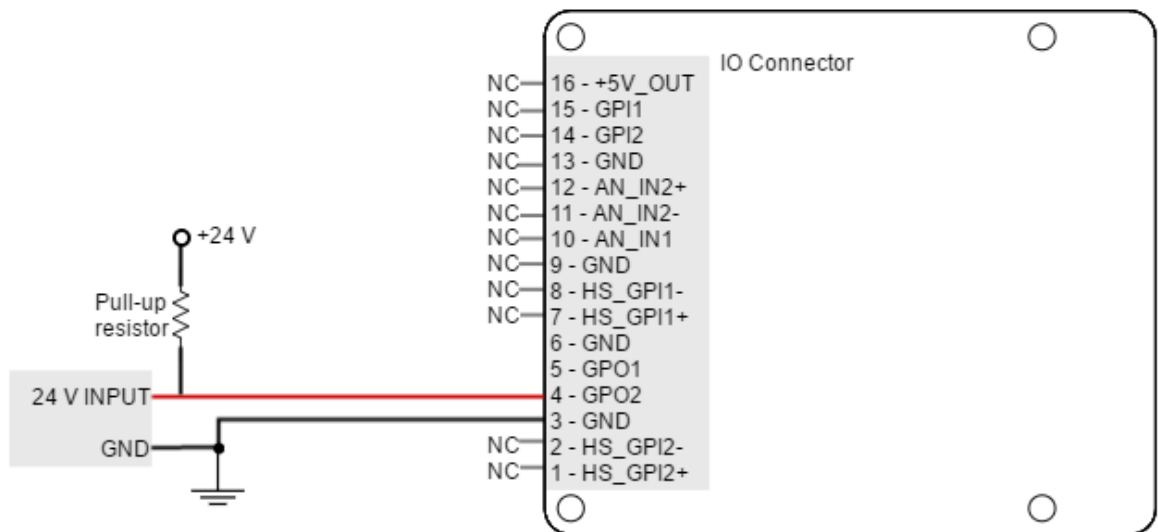 IO Connector
NC 16 - +5V_OUT
NC 15 - GPI1
NC 14 - GPI2
NC 13 - GND
NC 12 - AN_IN2+
NC 11 - AN_IN2-
NC 10 - AN_IN1
NC 9 - GND
NC 8 - HS_GPI1-
NC 7 - HS_GPI1+
6 - GND
5 - GPO1
4 - GPO2
3 - GND
NC 2 - HS_GPI2-
NC 1 - HS_GPI2+
+24 V
Pull-up
resistor
24 V INPUT
GND